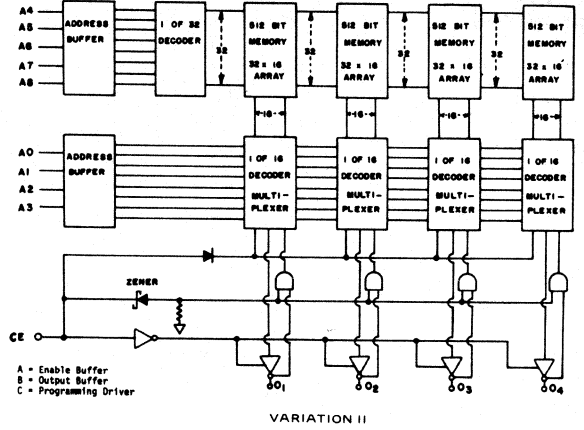 A4
A5
A6
A7
A8
ADDRESS
BUFFER
1 OF 32
DECODER
32
512 BIT
MEMORY
32 x 16
ARRAY
32
512 BIT
MEMORY
32 x 16
ARRAY
32
512 BIT
MEMORY
32 x 16
ARRAY
32
512 BIT
MEMORY
32 x 16
ARRAY
16
16
16
16
A0
A1
A2
A3
ADDRESS
BUFFER
1 OF 16
DECODER
MULTI-
PLEXER
1 OF 16
DECODER
MULTI-
PLEXER
1 OF 16
DECODER
MULTI-
PLEXER
1 OF 16
DECODER
MULTI-
PLEXER
ZENER
CE
A = Enable Buffer
B = Output Buffer
C = Programming Driver
O1
O2
O3
O4
VARIATION II